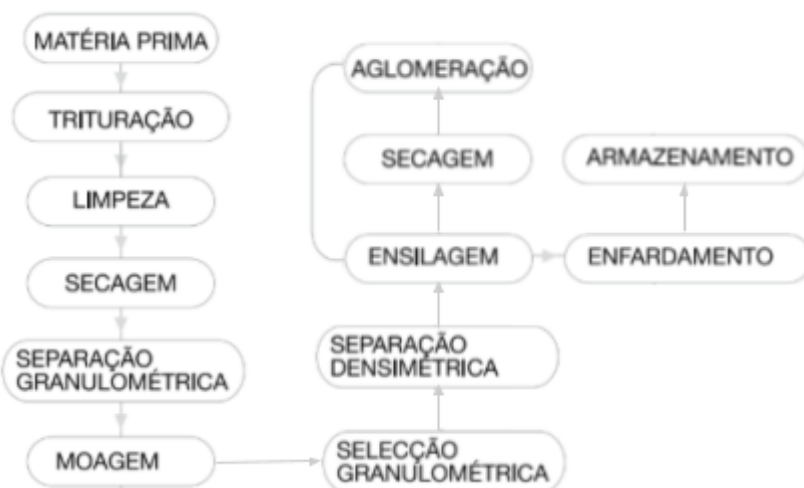 MATÉRIA PRIMA
TRITURAÇÃO
LIMPEZA
SECAGEM
SEPARAÇÃO
GRANULOMÉTRICA
MOAGEM
SELECÇÃO
GRANULOMÉTRICA
SEPARAÇÃO
DENSIMÉTRICA
ENSILAGEM
SECAGEM
AGLOMERAÇÃO
ENFARDAMENTO
ARMAZENAMENTO